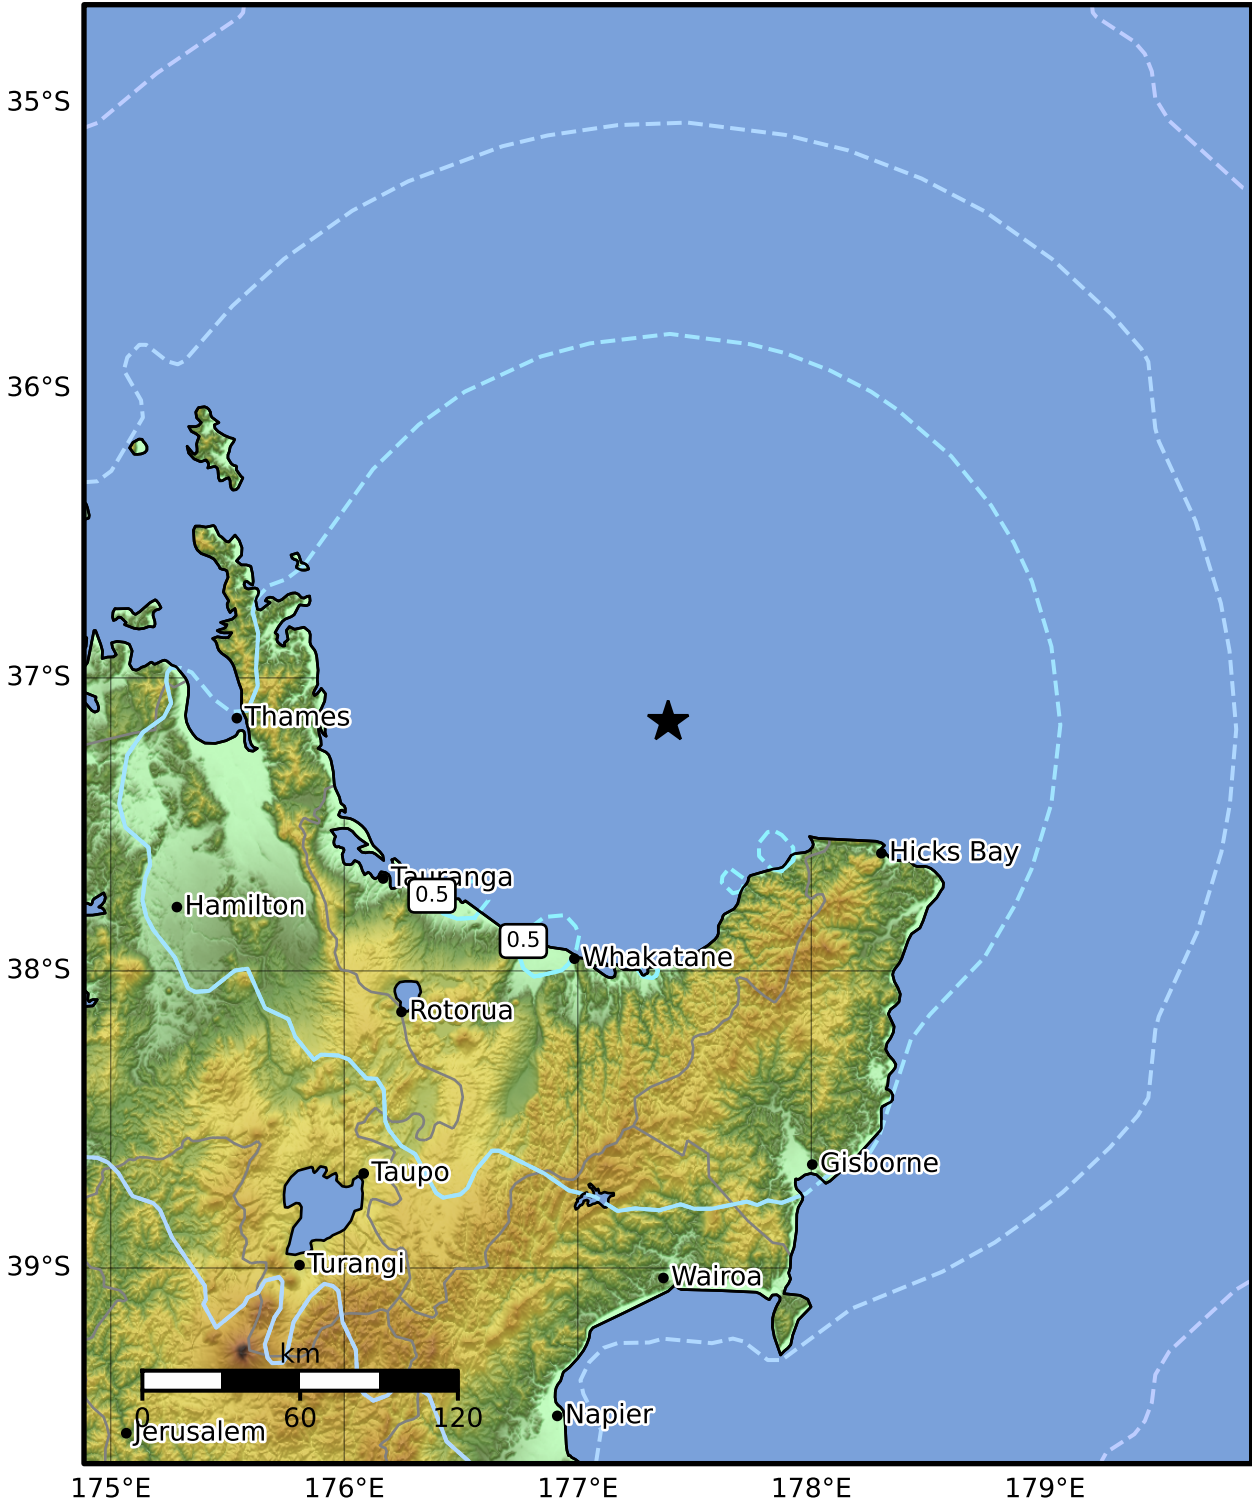 35°S
36°S
37°S
Thames
Hicks Bay
Tauranga
0.5
Hamilton
0.5
Whakatane
38°S
Rotorua
Gisborne
Taupo
39°S
Turangi
Wairoa
km
0 60 120
Napier
Jerusalem
175°E 176°E 177°E 178°E 179°E